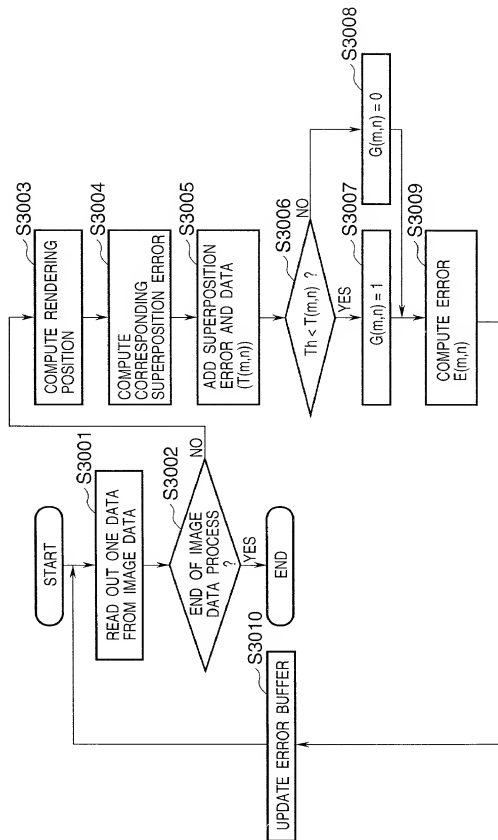 START
S3001
READ OUT ONE DATA
FROM IMAGE DATA
S3002
END OF IMAGE
DATA PROCESS
?
NO
YES
END
S3003
COMPUTE RENDERING
POSITION
S3004
COMPUTE
CORRESPONDING
SUPERPOSITION ERROR
S3005
ADD SUPERPOSITION
ERROR AND DATA
(T(m,n))
S3006
Th < T(m,n) ?
NO
YES
S3007
G(m,n) = 1
S3008
G(m,n) = 0
S3009
COMPUTE ERROR
E(m,n)
S3010
UPDATE ERROR BUFFER